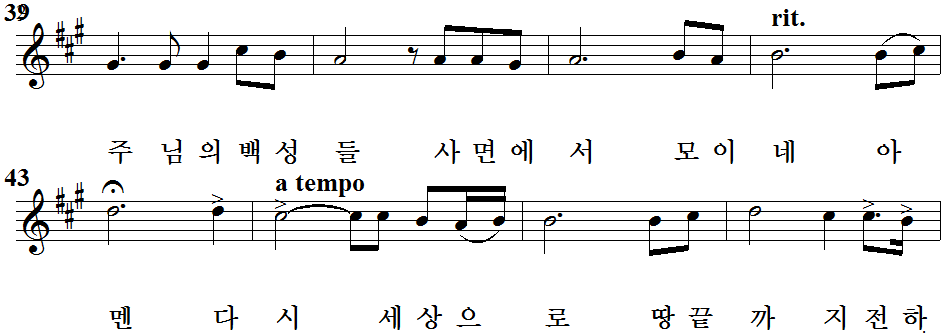 39
rit.
주 님 의 백 성 들 사 면 에 서 모 이 네 아
43
a tempo
멘 다 시 세 상 으 로 땅 끝 까 지 전 하